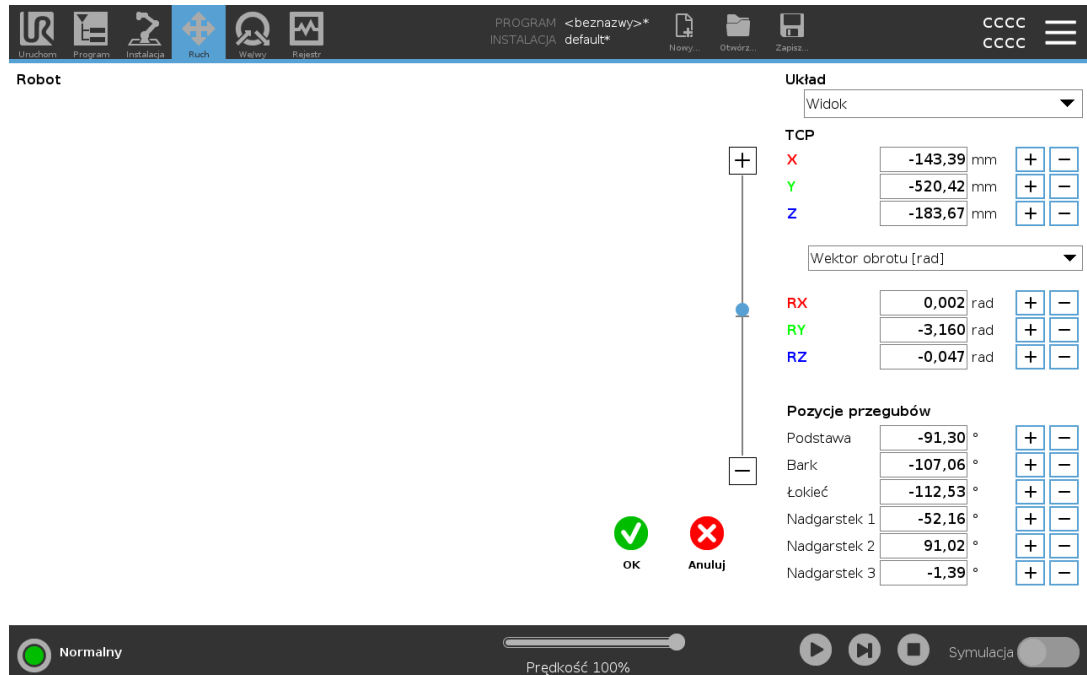 PROGRAM <beznazwy>*
INSTALACJA default*
UR
Uruchom Program Instalacja Ruch We/wy Rejestr
Nowy... Otwórz... Zapisz...
CCCC
CCCC
Robot
Układ
Widok
TCP
X -143,39 mm + −
Y -520,42 mm + −
Z -183,67 mm + −
Wektor obrotu [rad]
RX 0,002 rad + −
RY -3,160 rad + −
RZ -0,047 rad + −
Pozycje przegubów
Podstawa -91,30 ° + −
Bark -107,06 ° + −
Łokieć -112,53 ° + −
Nadgarstek 1 -52,16 ° + −
Nadgarstek 2 91,02 ° + −
Nadgarstek 3 -1,39 ° + −
OK Anuluj
Normalny
Prędkość 100%
Symulacja